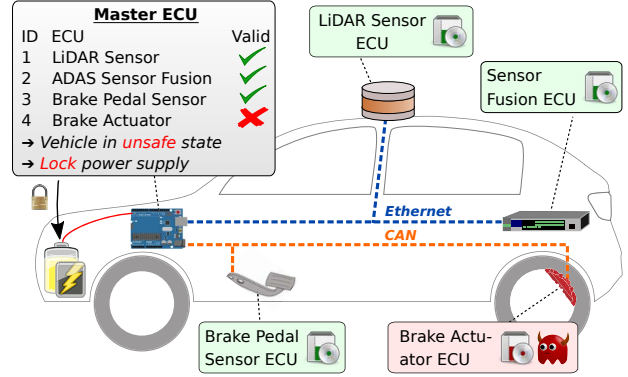 Master ECU
ID ECU Valid
1 LiDAR Sensor
2 ADAS Sensor Fusion
3 Brake Pedal Sensor
4 Brake Actuator
➔ Vehicle in unsafe state
➔ Lock power supply
LiDAR Sensor
ECU
Sensor
Fusion ECU
Ethernet
CAN
Brake Pedal
Sensor ECU
Brake Actu-
ator ECU